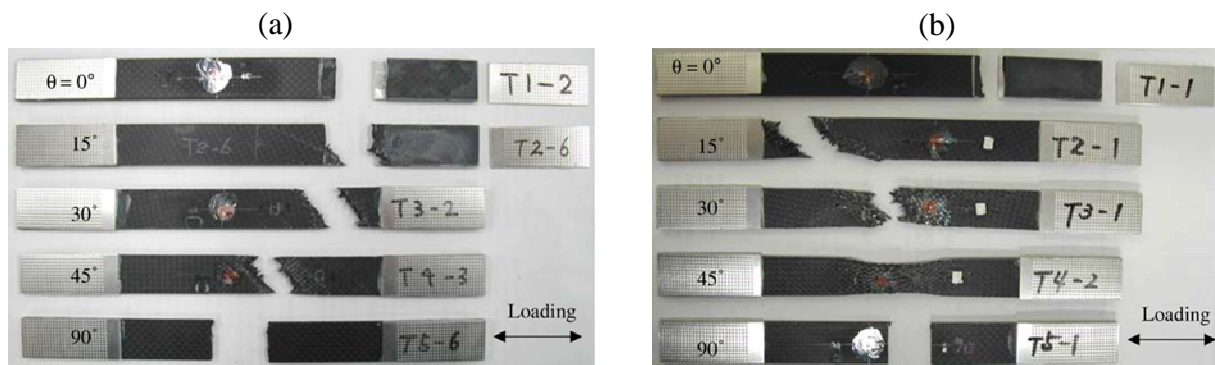 (a)
θ = 0°
T1-2
15°
T2-6
T2-6
30°
T3-2
45°
T4-3
90°
T5-6
Loading
(b)
θ = 0°
T1-1
15°
T2-1
30°
T3-1
45°
T4-2
90°
T5-1
Loading